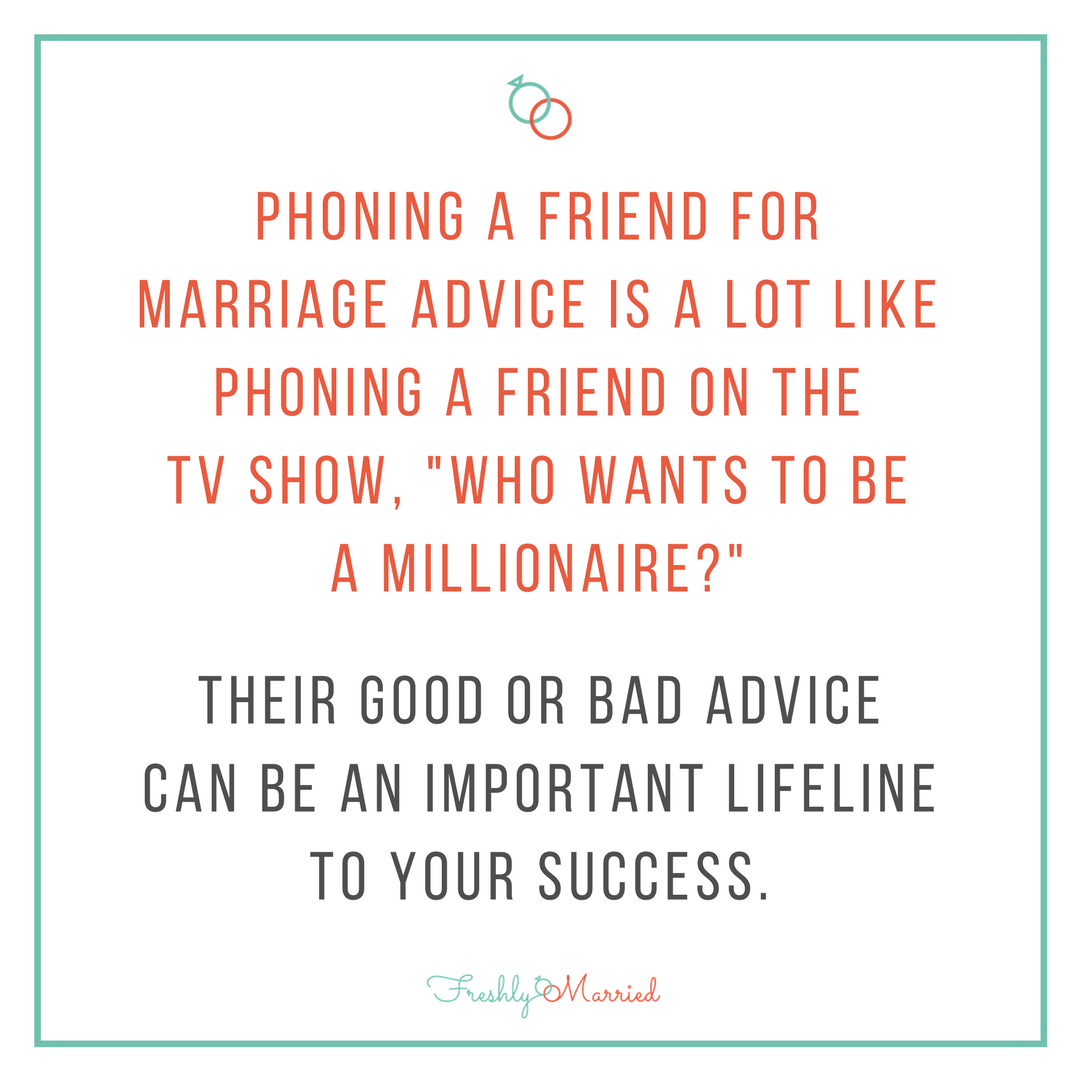 PHONING A FRIEND FOR
MARRIAGE ADVICE IS A LOT LIKE
PHONING A FRIEND ON THE
TV SHOW, "WHO WANTS TO BE
A MILLIONAIRE?"
THEIR GOOD OR BAD ADVICE
CAN BE AN IMPORTANT LIFELINE
TO YOUR SUCCESS.
Freshly Married